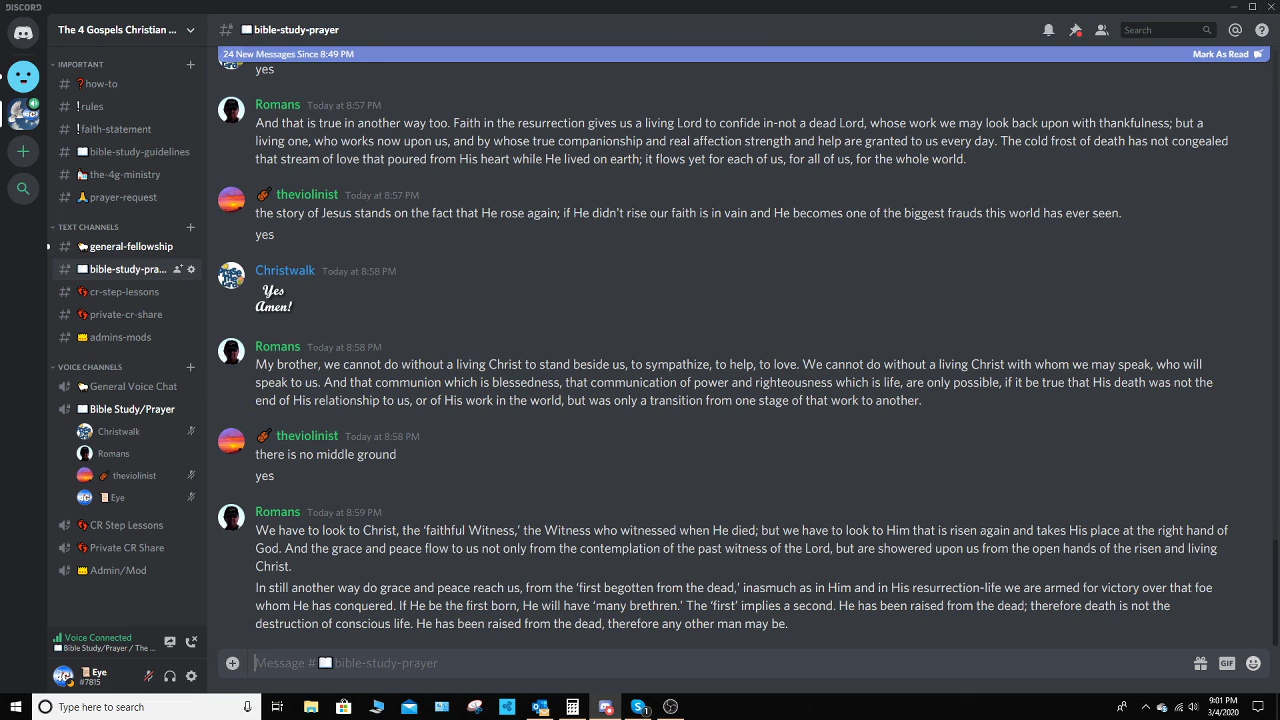 DISCORD
The 4 Gospels Christian ...
bible-study-prayer
Search
24 New Messages Since 8:49 PM
Mark As Read
IMPORTANT
how-to
rules
faith-statement
bible-study-guidelines
the-4g-ministry
prayer-request
TEXT CHANNELS
general-fellowship
bible-study-pra...
cr-step-lessons
private-cr-share
admins-mods
VOICE CHANNELS
General Voice Chat
Bible Study/Prayer
Christwalk
Romans
theviolinist
Eye
CR Step Lessons
Private CR Share
Admin/Mod
Voice Connected
Bible Study/Prayer / The ...
Eye
#7815
yes
Romans Today at 8:57 PM
And that is true in another way too. Faith in the resurrection gives us a living Lord to confide in-not a dead Lord, whose work we may look back upon with thankfulness; but a
living one, who works now upon us, and by whose true companionship and real affection strength and help are granted to us every day. The cold frost of death has not congealed
that stream of love that poured from His heart while He lived on earth; it flows yet for each of us, for all of us, for the whole world.
theviolinist Today at 8:57 PM
the story of Jesus stands on the fact that He rose again; if He didn't rise our faith is in vain and He becomes one of the biggest frauds this world has ever seen.
yes
Christwalk Today at 8:58 PM
Yes
Amen!
Romans Today at 8:58 PM
My brother, we cannot do without a living Christ to stand beside us, to sympathize, to help, to love. We cannot do without a living Christ with whom we may speak, who will
speak to us. And that communion which is blessedness, that communication of power and righteousness which is life, are only possible, if it be true that His death was not the
end of His relationship to us, or of His work in the world, but was only a transition from one stage of that work to another.
theviolinist Today at 8:58 PM
there is no middle ground
yes
Romans Today at 8:59 PM
We have to look to Christ, the ‘faithful Witness,’ the Witness who witnessed when He died; but we have to look to Him that is risen again and takes His place at the right hand of
God. And the grace and peace flow to us not only from the contemplation of the past witness of the Lord, but are showered upon us from the open hands of the risen and living
Christ.
In still another way do grace and peace reach us, from the ‘first begotten from the dead,’ inasmuch as in Him and in His resurrection-life we are armed for victory over that foe
whom He has conquered. If He be the first born, He will have ‘many brethren.’ The ‘first’ implies a second. He has been raised from the dead; therefore death is not the
destruction of conscious life. He has been raised from the dead, therefore any other man may be.
Message # bible-study-prayer
GIF
Type here to search
9:01 PM
3/4/2020